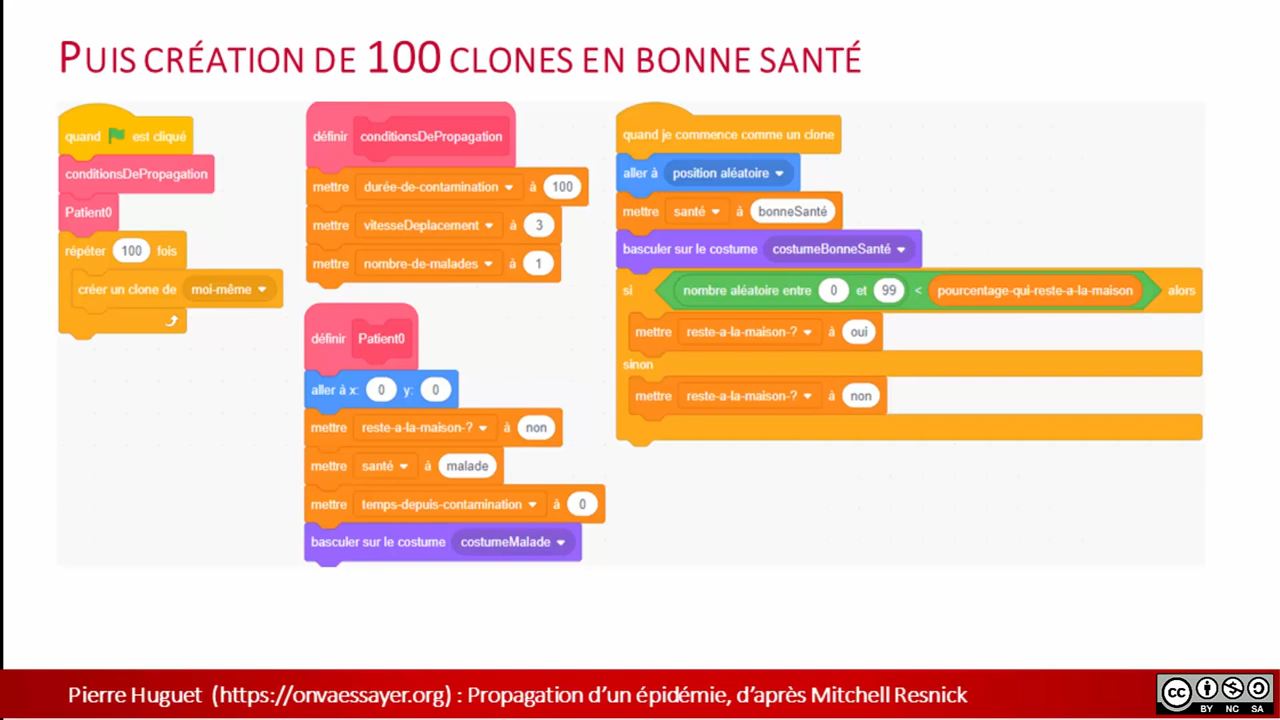 PUIS CRÉATION DE 100 CLONES EN BONNE SANTÉ
quand est cliqué
conditionsDePropagation
Patient0
répéter 100 fois
créer un clone de moi-même
définir conditionsDePropagation
mettre durée-de-contamination à 100
mettre vitesseDeplacement à 3
mettre nombre-de-malades à 1
définir Patient0
aller à x: 0 y: 0
mettre reste-a-la-maison-? à non
mettre santé à malade
mettre temps-depuis-contamination à 0
basculer sur le costume costumeMalade
quand je commence comme un clone
aller à position aléatoire
mettre santé à bonneSanté
basculer sur le costume costumeBonneSanté
si nombre aléatoire entre 0 et 99 < pourcentage-qui-reste-a-la-maison alors
mettre reste-a-la-maison-? à oui
sinon
mettre reste-a-la-maison-? à non
Pierre Huguet (https://onvaessayer.org) : Propagation d'un épidémie, d'après Mitchell Resnick
cc BY NC SA